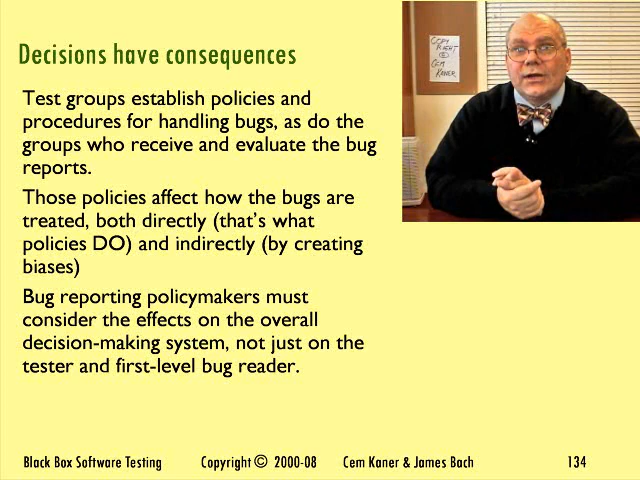 Decisions have consequences
COPY
RIGHT
©
CEM
KANER
Test groups establish policies and
procedures for handling bugs, as do the
groups who receive and evaluate the bug
reports.
Those policies affect how the bugs are
treated, both directly (that's what
policies DO) and indirectly (by creating
biases)
Bug reporting policymakers must
consider the effects on the overall
decision-making system, not just on the
tester and first-level bug reader.
Black Box Software Testing Copyright © 2000-08 Cem Kaner & James Bach 134